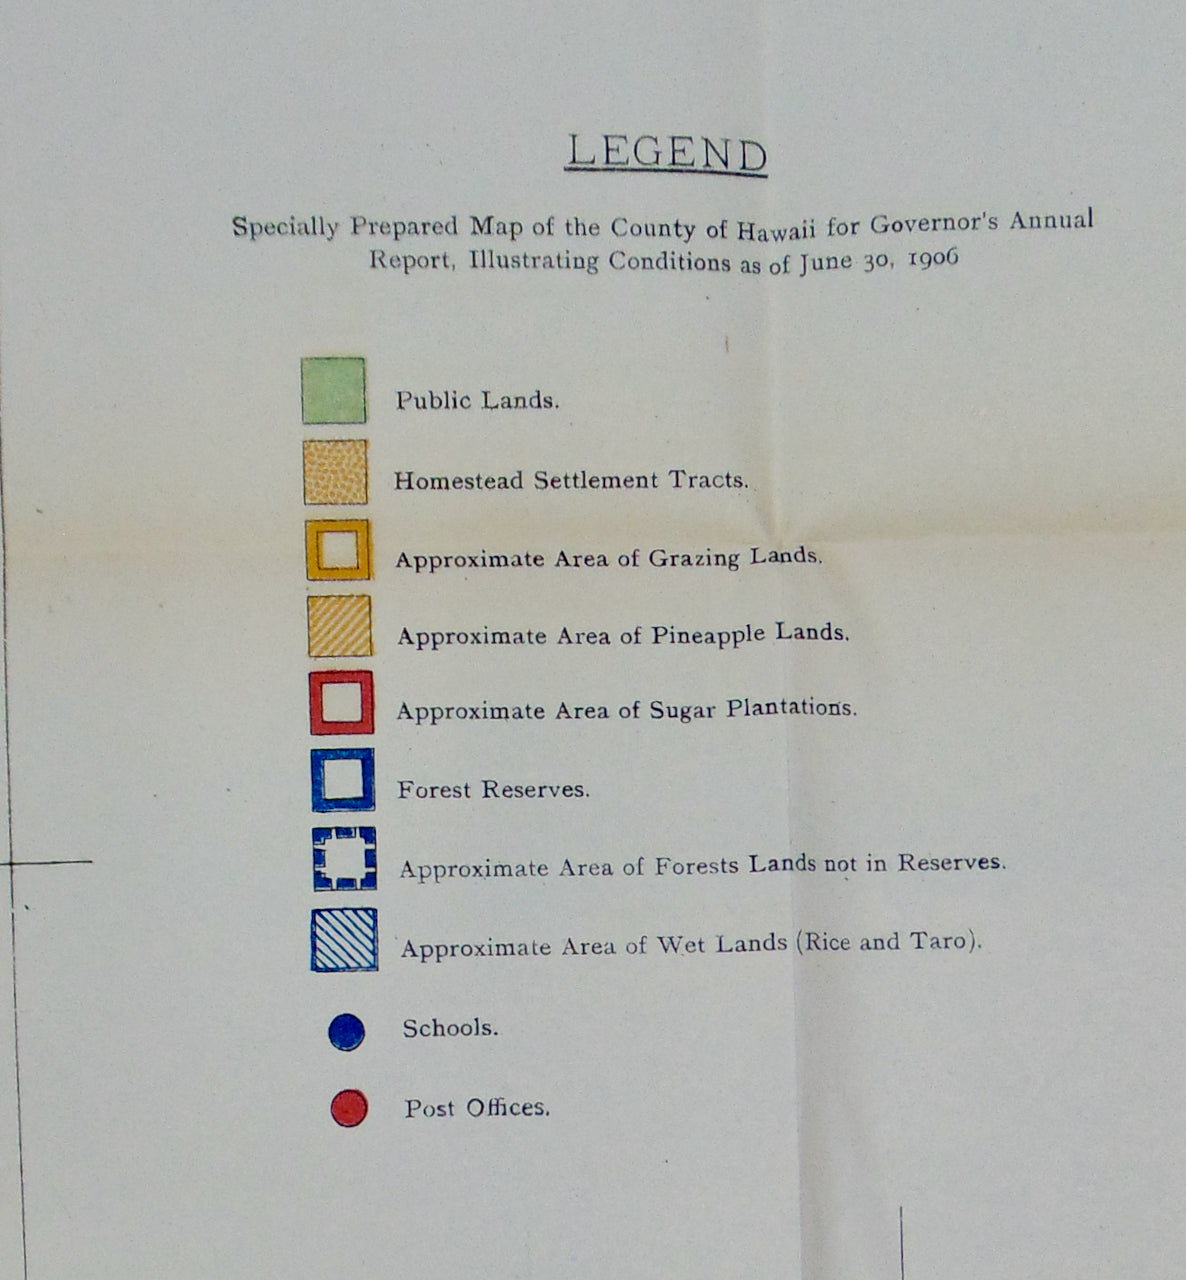 LEGEND
Specially Prepared Map of the County of Hawaii for Governor's Annual
Report, Illustrating Conditions as of June 30, 1906
Public Lands.
Homestead Settlement Tracts.
Approximate Area of Grazing Lands.
Approximate Area of Pineapple Lands.
Approximate Area of Sugar Plantations.
Forest Reserves.
Approximate Area of Forests Lands not in Reserves.
Approximate Area of Wet Lands (Rice and Taro).
Schools.
Post Offices.